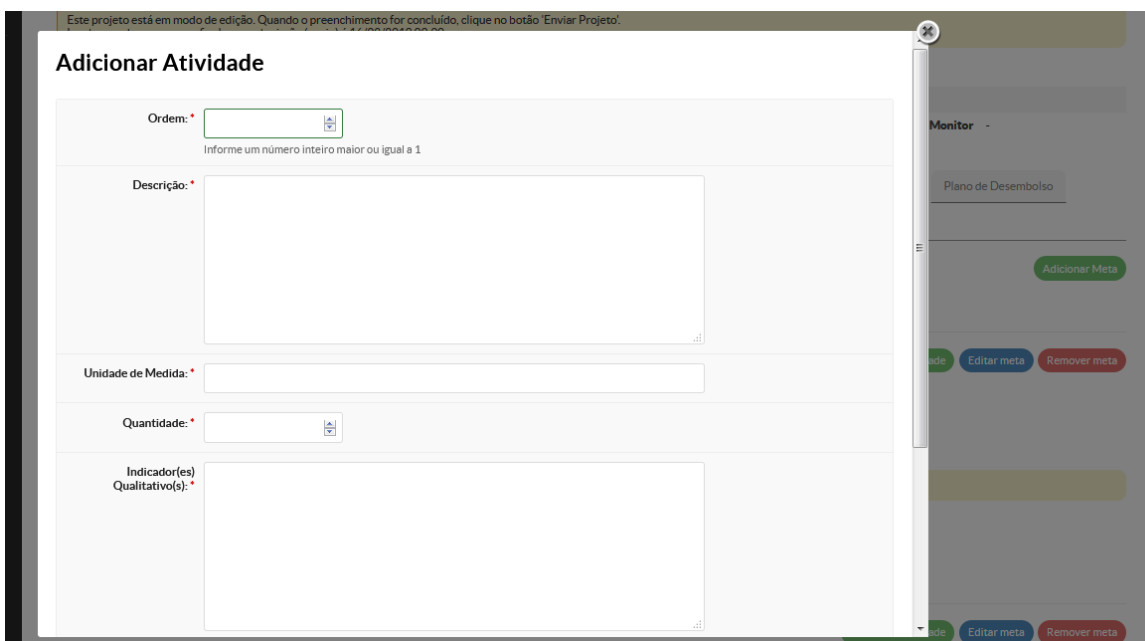 Este projeto está em modo de edição. Quando o preenchimento for concluído, clique no botão 'Enviar Projeto'.
Adicionar Atividade
Ordem: *
Informe um número inteiro maior ou igual a 1
Monitor -
Descrição: *
Plano de Desembolso
Adicionar Meta
Unidade de Medida: *
ade
Editar meta
Remover meta
Quantidade: *
Indicador(es)
Qualitativo(s): *
ade
Editar meta
Remover meta